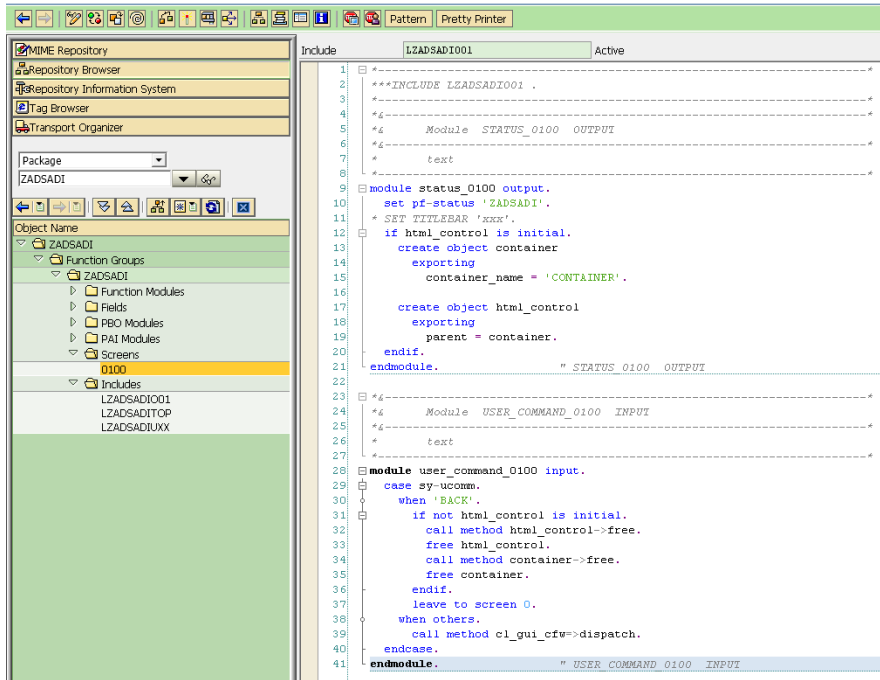 Pattern Pretty Printer
MIME Repository
Repository Browser
Repository Information System
Tag Browser
Transport Organizer
Package
ZADSADI
Object Name
ZADSADI
Function Groups
ZADSADI
Function Modules
Fields
PBO Modules
PAI Modules
Screens
0100
Includes
LZADSADIO01
LZADSADITOP
LZADSADIUXX
Include LZADSADIO01 Active
1 *----------------------------------------------------------------------*
2 ***INCLUDE LZADSADIO01 .
3 *----------------------------------------------------------------------*
4 *&---------------------------------------------------------------------*
5 *& Module STATUS_0100 OUTPUT
6 *&---------------------------------------------------------------------*
7 * text
8 *----------------------------------------------------------------------*
9 module status_0100 output.
10 set pf-status 'ZADSADI'.
11 * SET TITLEBAR 'xxx'.
12 if html_control is initial.
13 create object container
14 exporting
15 container_name = 'CONTAINER'.
16
17 create object html_control
18 exporting
19 parent = container.
20 endif.
21 endmodule. " STATUS_0100 OUTPUT
22
23 *&---------------------------------------------------------------------*
24 *& Module USER_COMMAND_0100 INPUT
25 *&---------------------------------------------------------------------*
26 * text
27 *----------------------------------------------------------------------*
28 module user_command_0100 input.
29 case sy-ucomm.
30 when 'BACK'.
31 if not html_control is initial.
32 call method html_control->free.
33 free html_control.
34 call method container->free.
35 free container.
36 endif.
37 leave to screen 0.
38 when others.
39 call method cl_gui_cfw=>dispatch.
40 endcase.
41 endmodule. " USER_COMMAND_0100 INPUT